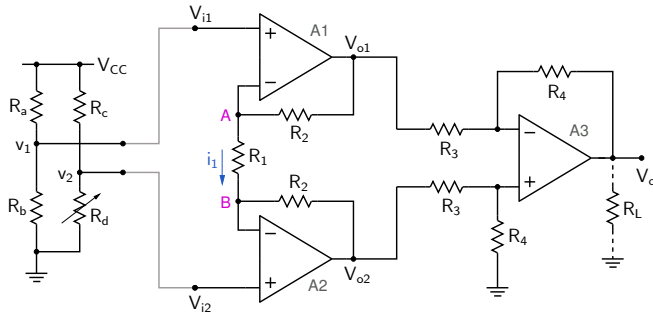 Vi1
A1
+
−
Vo1
VCC
Ra
Rc
v1
A
R2
R4
R3
−
A3
+
Vo
i1
R1
v2
B
R2
R3
Rb
Rd
R4
RL
−
+
A2
Vo2
Vi2